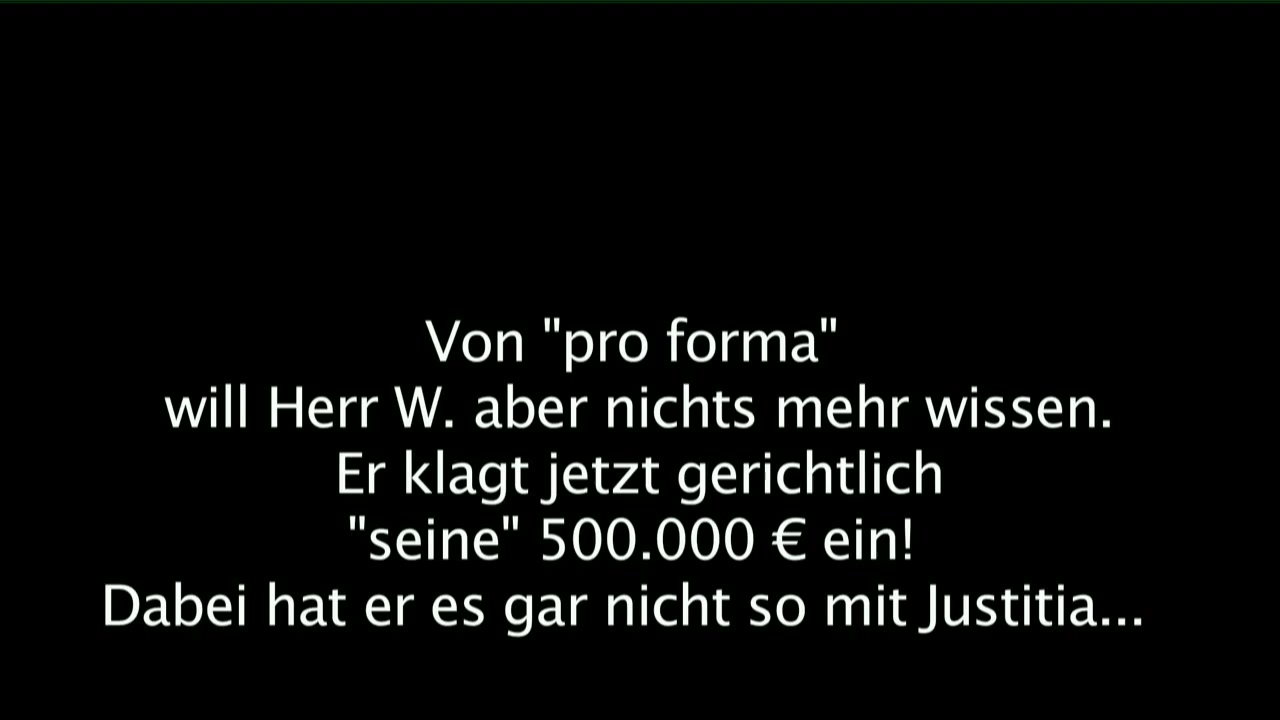 Von "pro forma"
will Herr W. aber nichts mehr wissen.
Er klagt jetzt gerichtlich
"seine" 500.000 € ein!
Dabei hat er es gar nicht so mit Justitia...